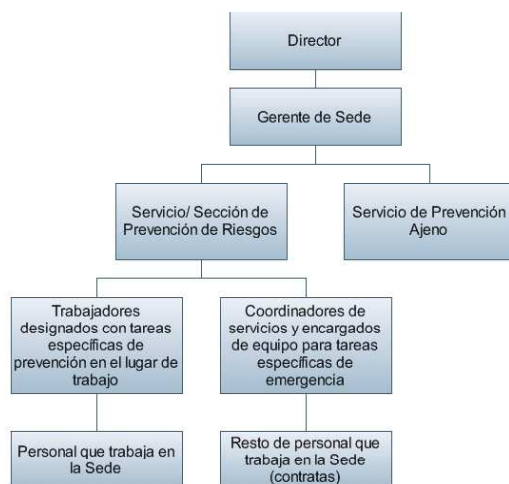 Director
Gerente de Sede
Servicio/ Sección de
Prevención de Riesgos
Servicio de Prevención
Ajeno
Trabajadores
designados con tareas
específicas de
prevención en el lugar de
trabajo
Coordinadores de
servicios y encargados
de equipo para tareas
específicas de
emergencia
Personal que trabaja en
la Sede
Resto de personal que
trabaja en la Sede
(contratas)